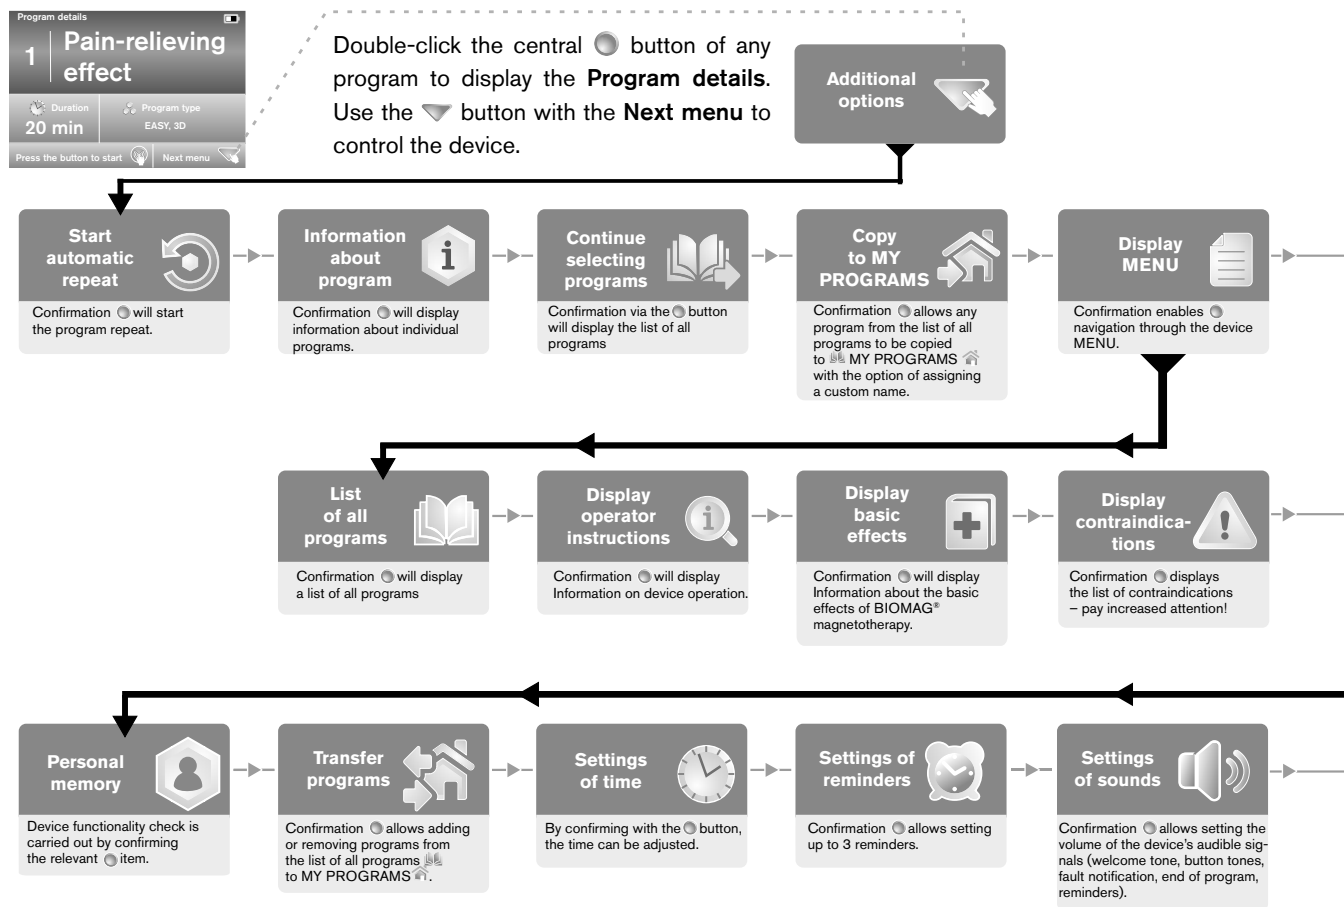 Program details
1
Pain-relieving
effect
Duration
20 min
Program type
EASY, 3D
Press the button to start
Next menu
Double-click the central button of any
program to display the Program details.
Use the button with the Next menu to
control the device.
Additional
options
Start
automatic
repeat
Confirmation will start
the program repeat.
Information
about
program
i
Confirmation will display
information about individual
programs.
Continue
selecting
programs
Confirmation via the button
will display the list of all
programs
Copy
to MY
PROGRAMS
Confirmation allows any
program from the list of all
programs to be copied
to MY PROGRAMS
with the option of assigning
a custom name.
Display
MENU
Confirmation enables
navigation through the device
MENU.
List
of all
programs
Confirmation will display
a list of all programs
Display
operator
instructions
i
Confirmation will display
Information on device operation.
Display
basic
effects
Confirmation will display
Information about the basic
effects of BIOMAG®
magnetotherapy.
Display
contraindica-
tions
!
Confirmation displays
the list of contraindications
– pay increased attention!
Personal
memory
Device functionality check is
carried out by confirming
the relevant item.
Transfer
programs
Confirmation allows adding
or removing programs from
the list of all programs
to MY PROGRAMS .
Settings
of time
By confirming with the button,
the time can be adjusted.
Settings of
reminders
Confirmation allows setting
up to 3 reminders.
Settings
of sounds
Confirmation allows setting the
volume of the device's audible sig-
nals (welcome tone, button tones,
fault notification, end of program,
reminders).